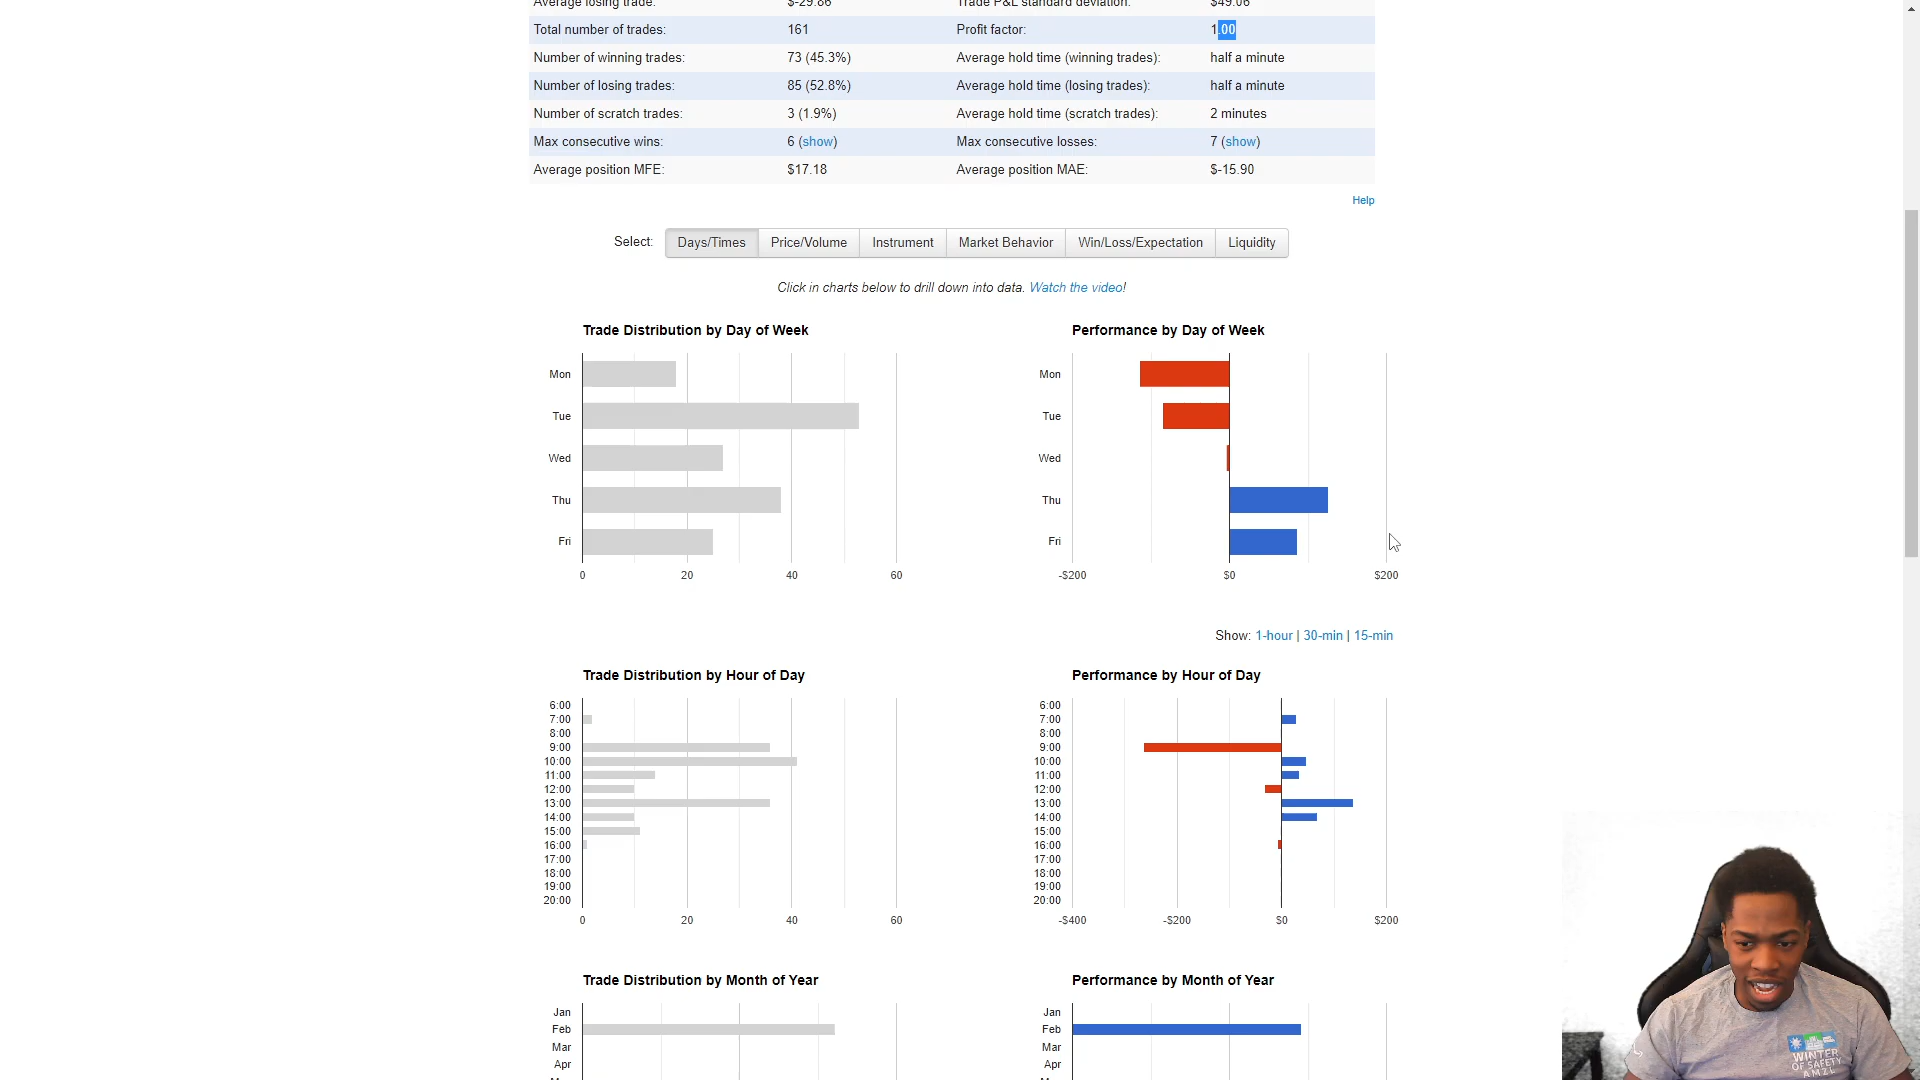 Average losing trade: $-29.86 Trade P&L standard deviation: $49.06
Total number of trades: 161 Profit factor: 1.00
Number of winning trades: 73 (45.3%) Average hold time (winning trades): half a minute
Number of losing trades: 85 (52.8%) Average hold time (losing trades): half a minute
Number of scratch trades: 3 (1.9%) Average hold time (scratch trades): 2 minutes
Max consecutive wins: 6 (show) Max consecutive losses: 7 (show)
Average position MFE: $17.18 Average position MAE: $-15.90
Help
Select: Days/Times Price/Volume Instrument Market Behavior Win/Loss/Expectation Liquidity
Click in charts below to drill down into data. Watch the video!
Trade Distribution by Day of Week
Mon
Tue
Wed
Thu
Fri
0 20 40 60
Performance by Day of Week
Mon
Tue
Wed
Thu
Fri
-$200 $0 $200
Show: 1-hour | 30-min | 15-min
Trade Distribution by Hour of Day
6:00
7:00
8:00
9:00
10:00
11:00
12:00
13:00
14:00
15:00
16:00
17:00
18:00
19:00
20:00
0 20 40 60
Performance by Hour of Day
6:00
7:00
8:00
9:00
10:00
11:00
12:00
13:00
14:00
15:00
16:00
17:00
18:00
19:00
20:00
-$400 -$200 $0 $200
Trade Distribution by Month of Year
Jan
Feb
Mar
Apr
Performance by Month of Year
Jan
Feb
Mar
Apr
WINTER
OF SAFETY
AMZL